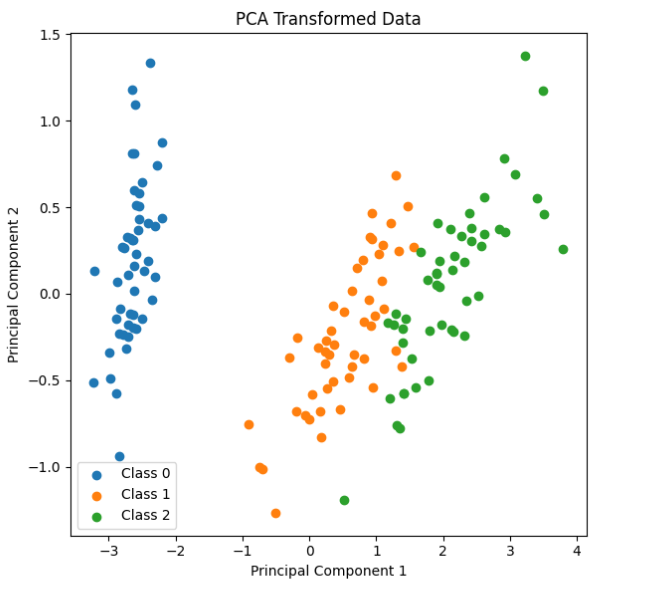 PCA Transformed Data
1.5
1.0
0.5
0.0
−0.5
−1.0
Principal Component 2
Class 0
Class 1
Class 2
−3 −2 −1 0 1 2 3 4
Principal Component 1